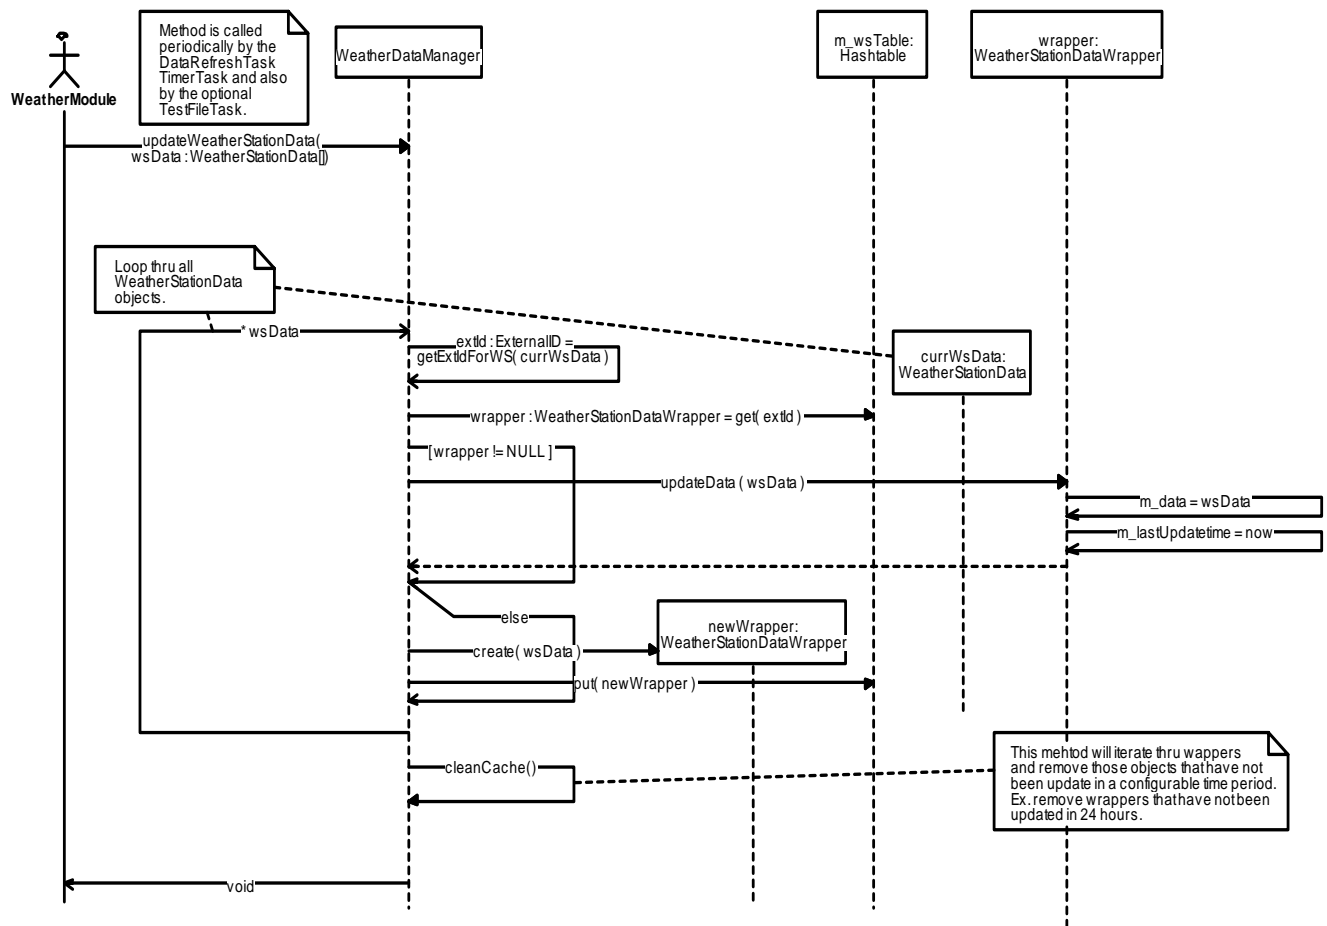 Method is called
periodically by the
DataRefreshTask
TimerTask and also
by the optional
TestFileTask.
WeatherDataManager
m_wsTable:
Hashtable
wrapper:
WeatherStationDataWrapper
WeatherModule
updateWeatherStationData(
wsData : WeatherStationData[])
Loop thru all
WeatherStationData
objects.
* wsData
extId : ExternalID =
getExtIdForWS( currWsData )
currWsData:
WeatherStationData
wrapper : WeatherStationDataWrapper = get( extId )
[wrapper != NULL ]
updateData ( wsData )
m_data = wsData
m_lastUpdatetime = now
else
newWrapper:
WeatherStationDataWrapper
create( wsData )
put( newWrapper )
cleanCache()
This mehtod will iterate thru wappers
and remove those objects that have not
been update in a configurable time period.
Ex. remove wrappers that have not been
updated in 24 hours.
void